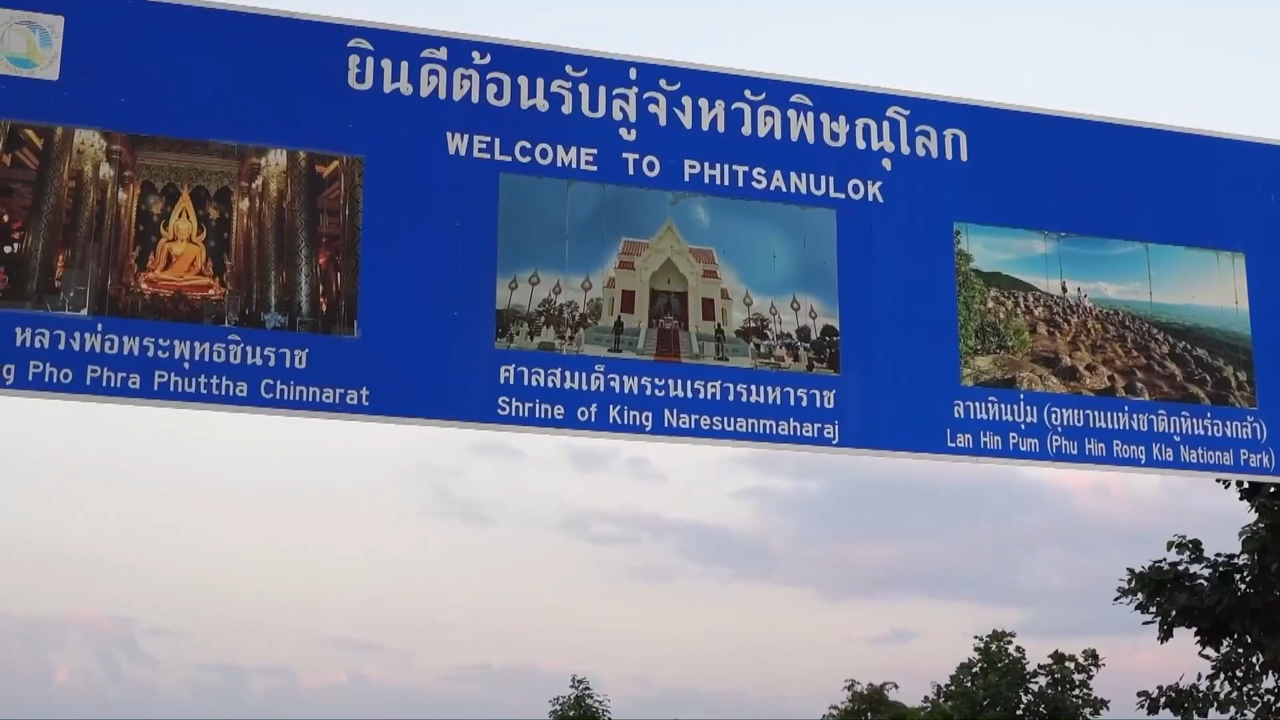 ยินดีต้อนรับสู่จังหวัดพิษณุโลก
WELCOME TO PHITSANULOK
หลวงพ่อพระพุทธชินราช
g Pho Phra Phuttha Chinnarat
ศาลสมเด็จพระนเรศวรมหาราช
Shrine of King Naresuanmaharaj
ลานหินปุ่ม (อุทยานแห่งชาติภูหินร่องกล้า)
Lan Hin Pum (Phu Hin Rong Kla National Park)